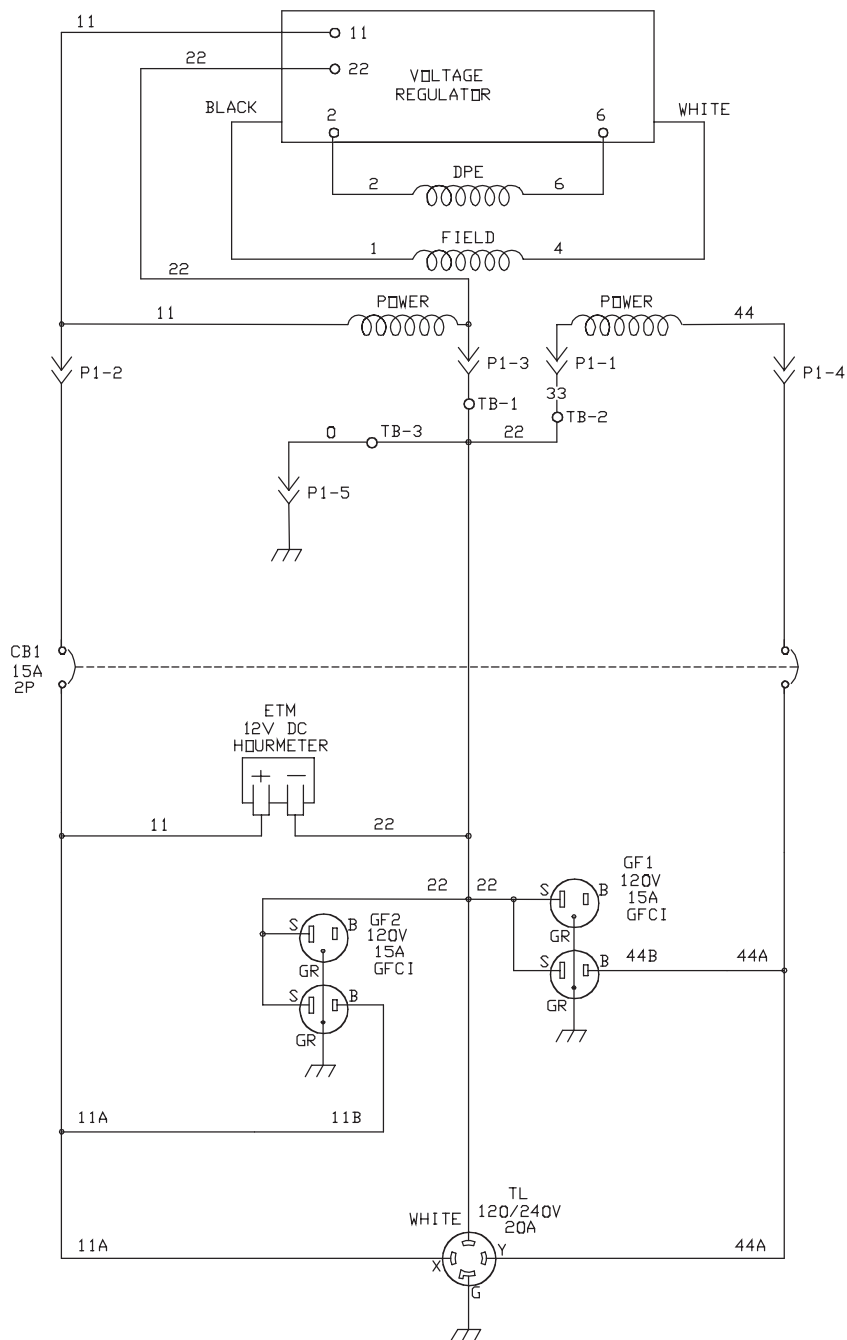 11
11
22
22
VOLTAGE
REGULATOR
BLACK
WHITE
2
6
DPE
2
6
FIELD
1
4
22
POWER
POWER
11
44
P1-2
P1-3
P1-1
P1-4
33
TB-1
TB-2
0
TB-3
22
P1-5
CB1
15A
2P
ETM
12V DC
HOURMETER
+ -
11
22
GF1
120V
15A
GFCI
22
22
S
B
GR
S
B
44B
44A
GR
S
B
GF2
120V
15A
GFCI
GR
S
B
GR
11A
11B
TL
120/240V
20A
WHITE
11A
X
Y
44A
G